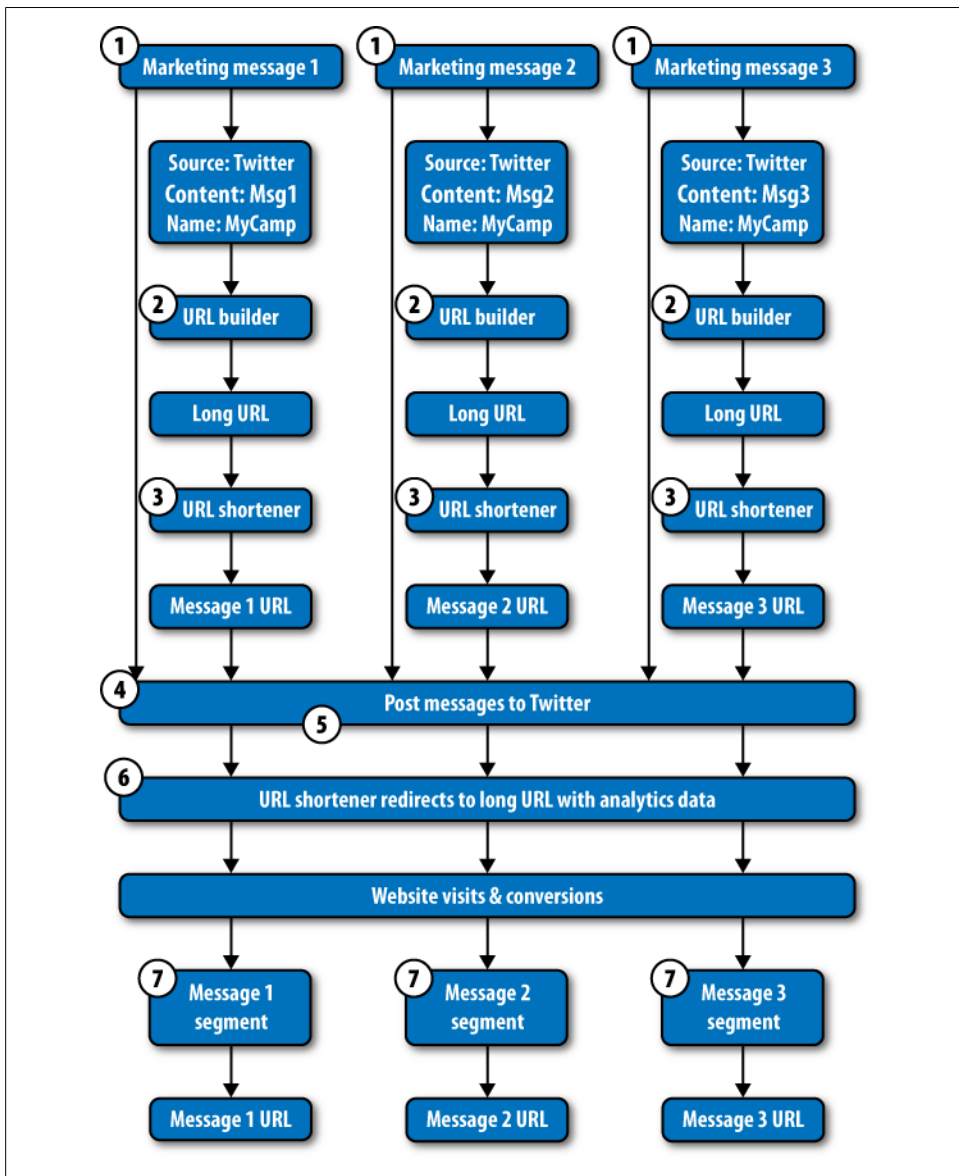 1 1 1
Marketing message 1 Marketing message 2 Marketing message 3
Source: Twitter Source: Twitter Source: Twitter
Content: Msg1 Content: Msg2 Content: Msg3
Name: MyCamp Name: MyCamp Name: MyCamp
2 2 2
URL builder URL builder URL builder
Long URL Long URL Long URL
3 3 3
URL shortener URL shortener URL shortener
Message 1 URL Message 2 URL Message 3 URL
4
Post messages to Twitter
5
6
URL shortener redirects to long URL with analytics data
Website visits & conversions
7 7 7
Message 1 Message 2 Message 3
segment segment segment
Message 1 URL Message 2 URL Message 3 URL